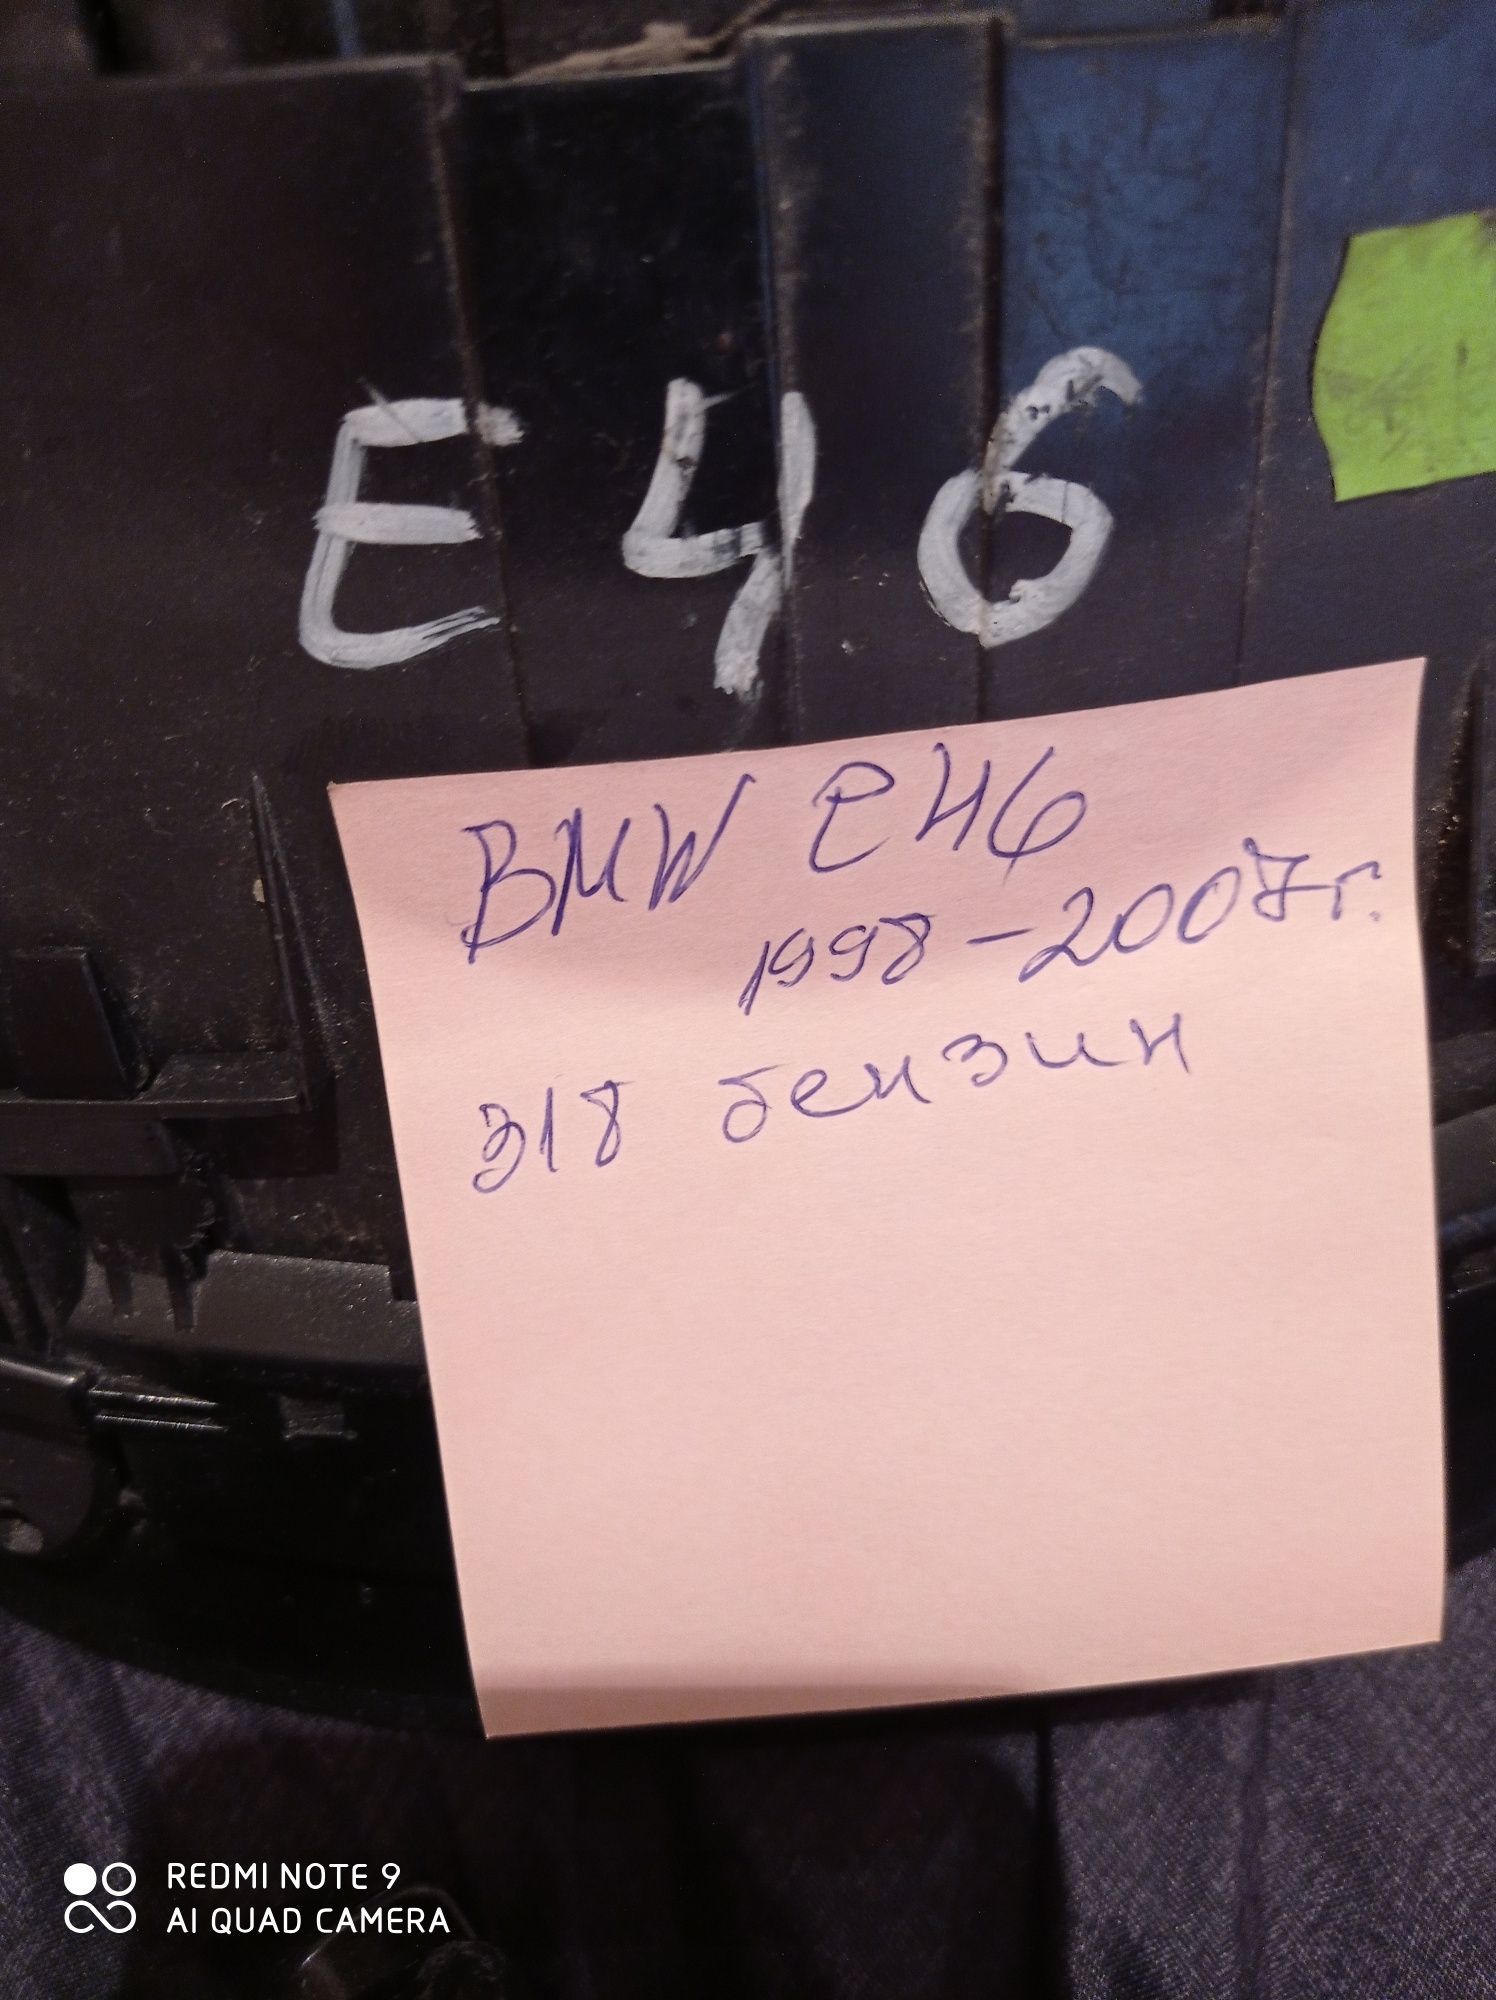 E46
BMW e46
1998-2007г.
318 бензин
REDMI NOTE 9
AI QUAD CAMERA